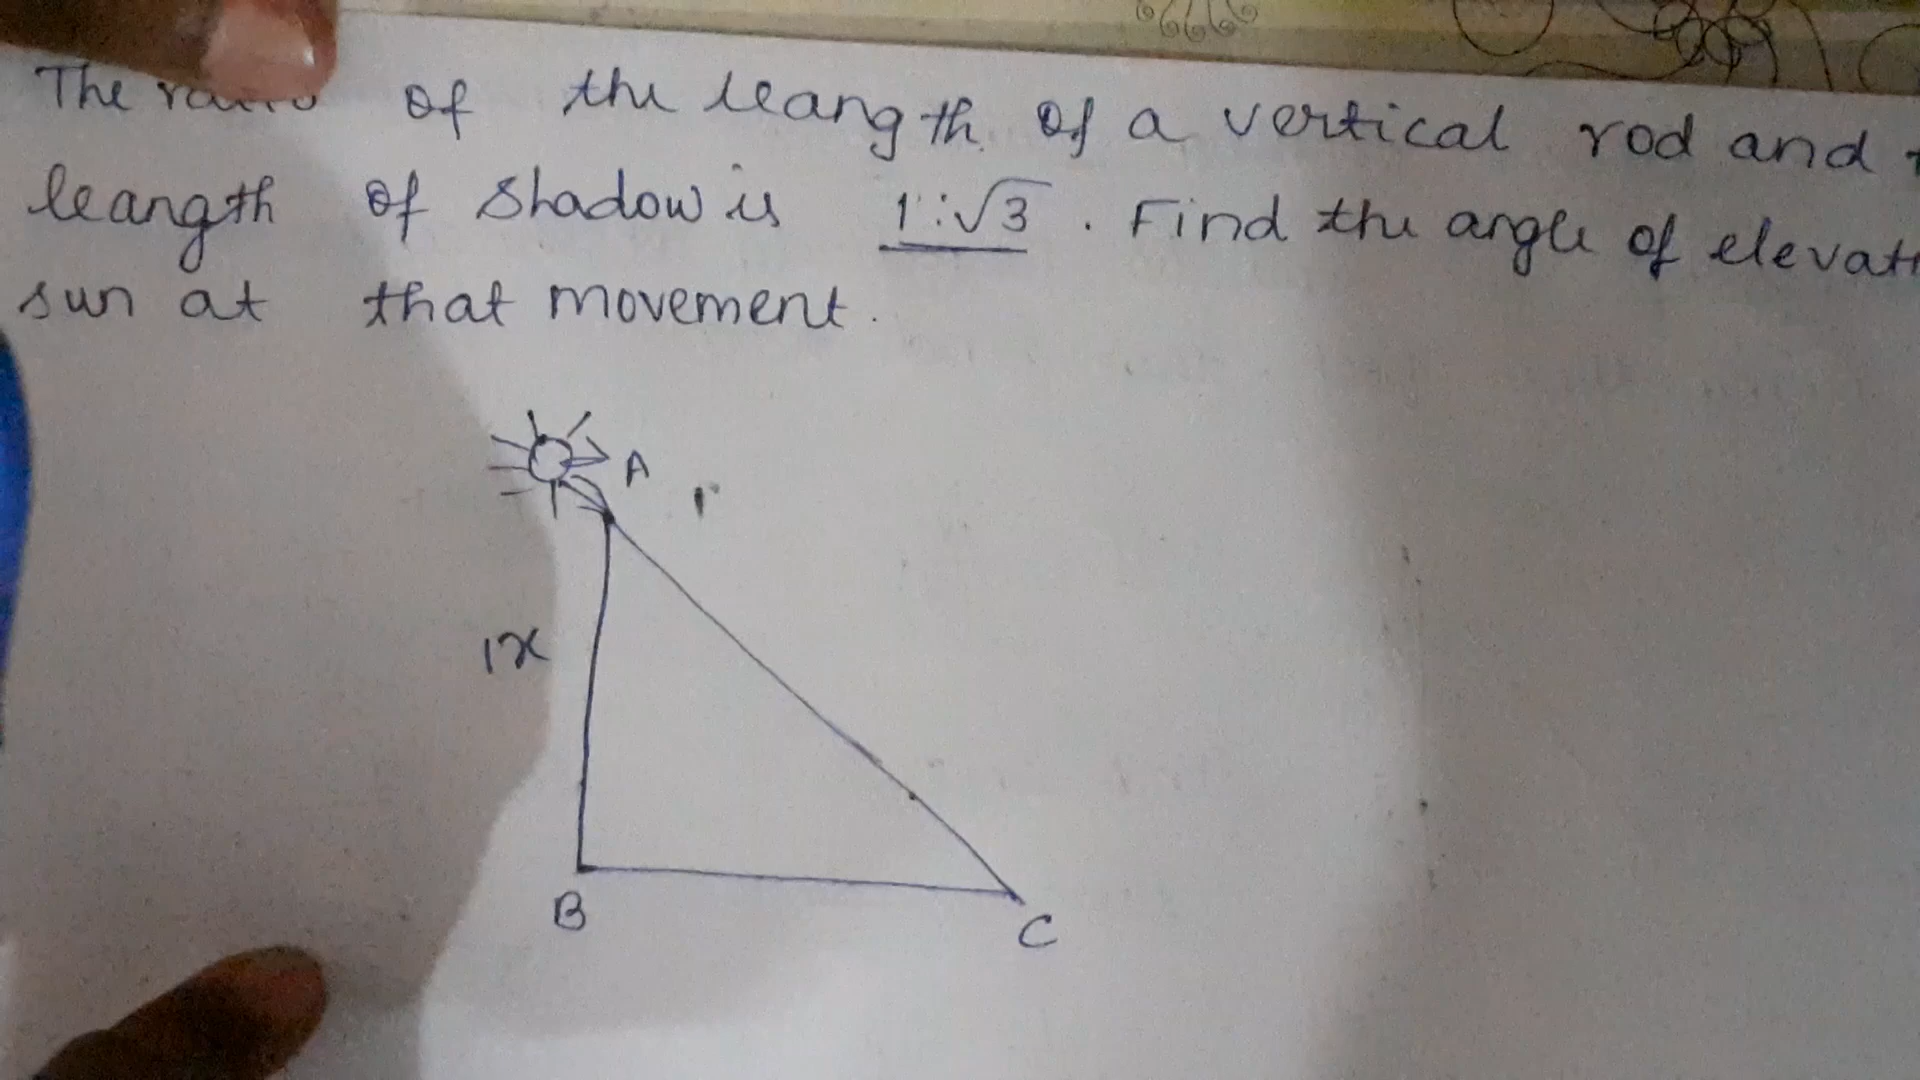 The ratio of the leangth of a vertical rod and
leangth of shadow is 1:√3. Find the angle of
sun at that movement.
A
1x
B
C